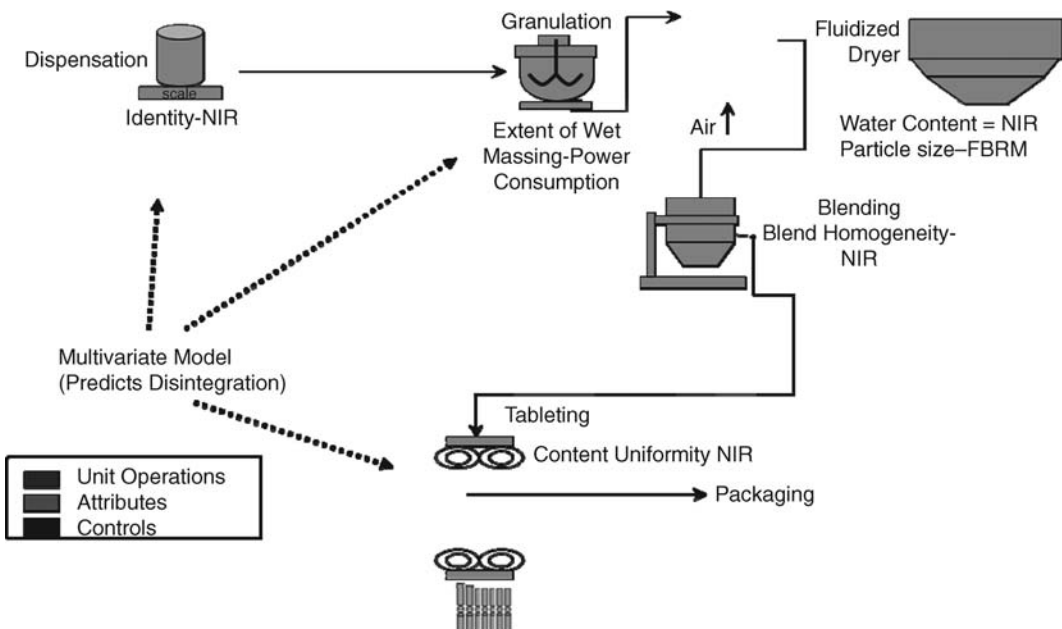 Dispensation
scale
Identity-NIR
Granulation
Extent of Wet
Massing-Power
Consumption
Fluidized
Dryer
Water Content = NIR
Particle size–FBRM
Air
Blending
Blend Homogeneity-
NIR
Multivariate Model
(Predicts Disintegration)
Tableting
Content Uniformity NIR
Packaging
Unit Operations
Attributes
Controls